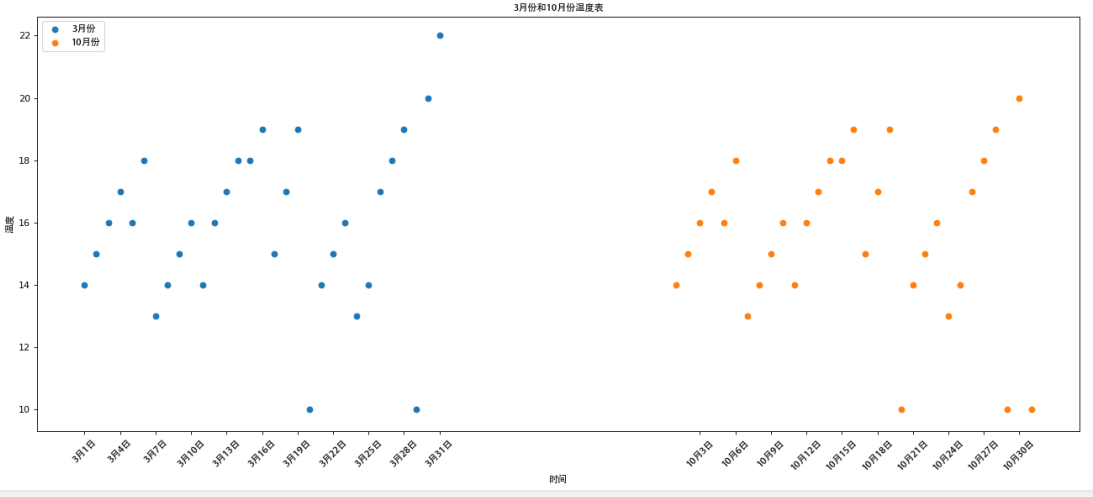 3月份和10月份温度表
3月份
10月份
22
20
18
16
14
12
10
温度
3月1日
3月4日
3月7日
3月10日
3月13日
3月16日
3月19日
3月22日
3月25日
3月28日
3月31日
10月3日
10月6日
10月9日
10月12日
10月15日
10月18日
10月21日
10月24日
10月27日
10月30日
时间